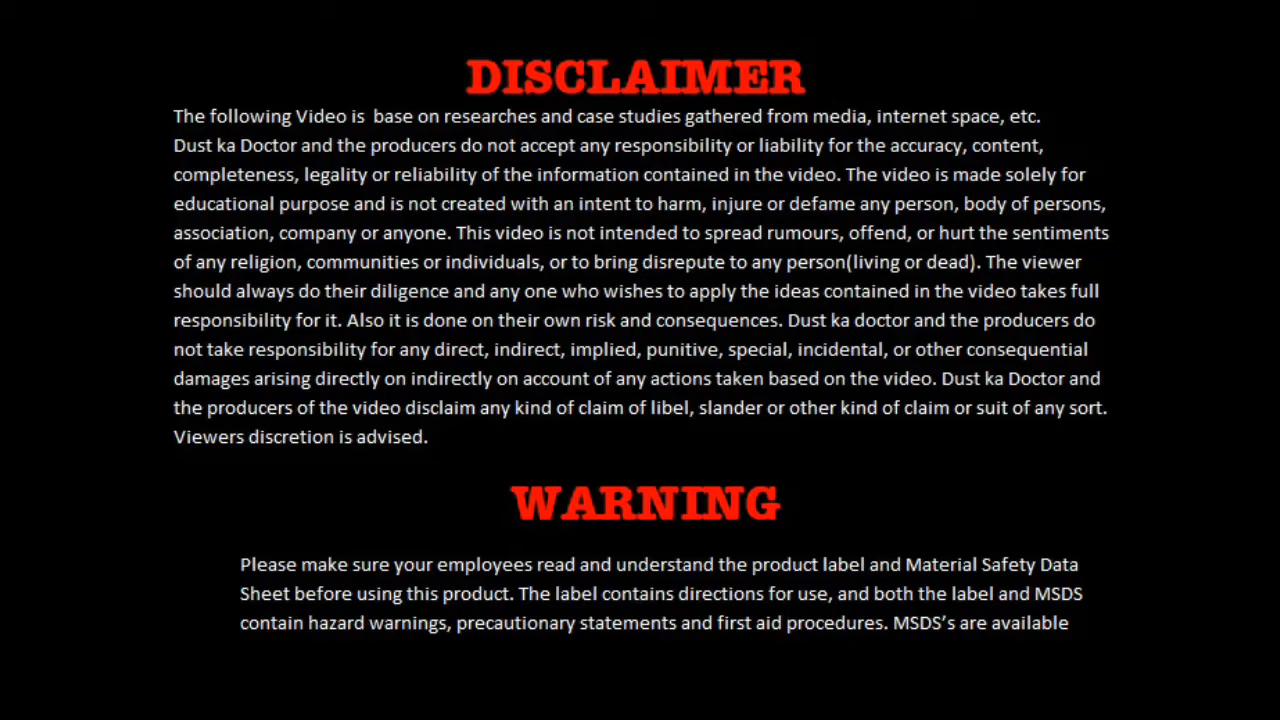 DISCLAIMER
The following Video is base on researches and case studies gathered from media, internet space, etc.
Dust ka Doctor and the producers do not accept any responsibility or liability for the accuracy, content,
completeness, legality or reliability of the information contained in the video. The video is made solely for
educational purpose and is not created with an intent to harm, injure or defame any person, body of persons,
association, company or anyone. This video is not intended to spread rumours, offend, or hurt the sentiments
of any religion, communities or individuals, or to bring disrepute to any person(living or dead). The viewer
should always do their diligence and any one who wishes to apply the ideas contained in the video takes full
responsibility for it. Also it is done on their own risk and consequences. Dust ka doctor and the producers do
not take responsibility for any direct, indirect, implied, punitive, special, incidental, or other consequential
damages arising directly on indirectly on account of any actions taken based on the video. Dust ka Doctor and
the producers of the video disclaim any kind of claim of libel, slander or other kind of claim or suit of any sort.
Viewers discretion is advised.
WARNING
Please make sure your employees read and understand the product label and Material Safety Data
Sheet before using this product. The label contains directions for use, and both the label and MSDS
contain hazard warnings, precautionary statements and first aid procedures. MSDS’s are available